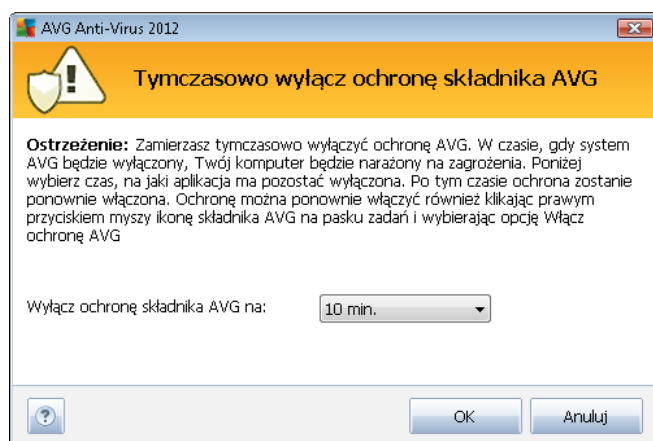 AVG Anti-Virus 2012
Tymczasowo wyłącz ochronę składnika AVG
Ostrzeżenie: Zamierzasz tymczasowo wyłączyć ochronę AVG. W czasie, gdy system
AVG będzie wyłączony, Twój komputer będzie narażony na zagrożenia. Poniżej
wybierz czas, na jaki aplikacja ma pozostać wyłączona. Po tym czasie ochrona zostanie
ponownie włączona. Ochronę można ponownie włączyć również klikając prawym
przyciskiem myszy ikonę składnika AVG na pasku zadań i wybierając opcję Włącz
ochronę AVG
Wyłącz ochronę składnika AVG na: 10 min.
? OK Anuluj